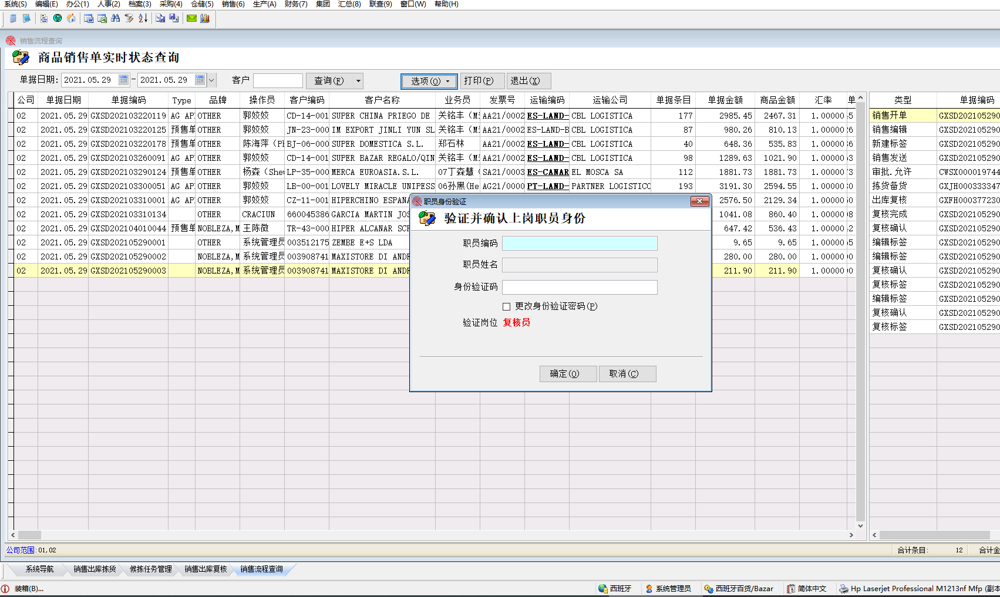 系统(S) 编辑(E) 办公(1) 人事(2) 档案(3) 采购(4) 仓储(5) 销售(6) 生产(A) 财务(7) 集团 汇总(8) 联查(9) 窗口(W) 帮助(H)
销售流程查询
商品销售单实时状态查询
单据日期: 2021.05.29 - 2021.05.29 客户 查询(F) 选项(O) 打印(P) 退出(X)
公司 单据日期 单据编码 Type 品牌 操作员 客户编码 客户名称 业务员 发票号 运输编码 运输公司 单据条目 单据金额 商品金额 汇率 单 类型 单据编码
02 2021.05.29 GXSD202103220119 AG AP OTHER 郭姣姣 CD-14-001 SUPER CHINA PRIEGO DE 关铭丰 (M AA21/0002 ES-LAND- CBL LOGISTICA 177 2985.45 2467.31 1.00000 5 销售开单 GXSD202105290
02 2021.05.29 GXSD202103220125 预售单 OTHER 郭姣姣 JN-23-000 IM EXPORT JINLI YUN SL 关铭丰 (M AA21/0002 ES-LAND-B CBL LOGISTICA 87 980.26 810.13 1.00000 6 销售编辑 GXSD202105290
02 2021.05.29 GXSD202103220178 预售单 OTHER 陈海萍 (Ph BJ-06-000 SUPER DOMESTICA S.L. 郑石林 AA21/0002 ES-LAND- CBL LOGISTICA 40 648.36 535.83 1.00000 6 新建标签 GXSD202105290
02 2021.05.29 GXSD202103260091 AG AP OTHER 郭姣姣 CD-14-001 SUPER BAZAR REGALO/QIN 关铭丰 (M AA21/0002 ES-LAND- CBL LOGISTICA 98 1289.63 1021.90 1.00000 3 销售发送 GXSD202105290
02 2021.05.29 GXSD202103290124 预售单 OTHER 杨森 (She LP-35-000 MERCA EUROASIA.S.L. 07丁森慧 ( SA21/0003 ES-CANAR EL MOSCA SA 112 1881.73 1881.73 1.00000 3 审批.允许 CWSX0000019744
02 2021.05.29 GXSD202103300051 AG AP OTHER 郭姣姣 LB-00-001 LOVELY MIRACLE UNIPESS 06孙黑(He AG21/0000 PT-LAND- PARTNER LOGISTICO 193 3191.30 2594.55 1.00000 0 拣货备货 GXJH000333347
02 2021.05.29 GXSD202103310001 AG AP OTHER 郭姣姣 CZ-11-001 HIPERCHINO ESPANA 2576.50 2129.34 1.00000 0 出库复核 GXFH000377230
02 2021.05.29 GXSD202103310134 OTHER CRACIUN 660045386 GARCIA MARTIN JOS 1041.08 860.40 1.00000 8 复核完成 GXSD202105290
02 2021.05.29 GXSD202104010044 预售单 NOBLEZA,M 王陈微 TR-43-000 HIPER ALCANAR SCP 647.42 536.43 1.00000 2 复核确认 GXSD202105290
02 2021.05.29 GXSD202105290001 OTHER 系统管理员 003512175 ZEMBE E+S LDA 9.65 9.65 1.00000 5 编辑标签 GXSD202105290
02 2021.05.29 GXSD202105290002 NOBLEZA,M 系统管理员 003908741 MAXISTORE DI ANDR 280.00 280.00 1.00000 0 编辑标签 GXSD202105290
02 2021.05.29 GXSD202105290003 NOBLEZA,M 系统管理员 003908741 MAXISTORE DI ANDR 211.90 211.90 1.00000 0 复核确认 GXSD202105290
复核标签 GXSD202105290
编辑标签 GXSD202105290
复核确认 GXSD202105290
复核标签 GXSD202105290
职员身份验证
验证并确认上岗职员身份
职员编码
职员姓名
身份验证码
更改身份验证密码(P)
验证岗位 复核员
确定(O) 取消(C)
公司范围:01,02 合计条目: 12 合计金
系统导航 销售出库拣货 候拣任务管理 销售出库复核 销售流程查询
装箱(B)... 西班牙 系统管理员 西班牙百货/Bazar 简体中文 Hp Laserjet Professional M1213nf Mfp (副本